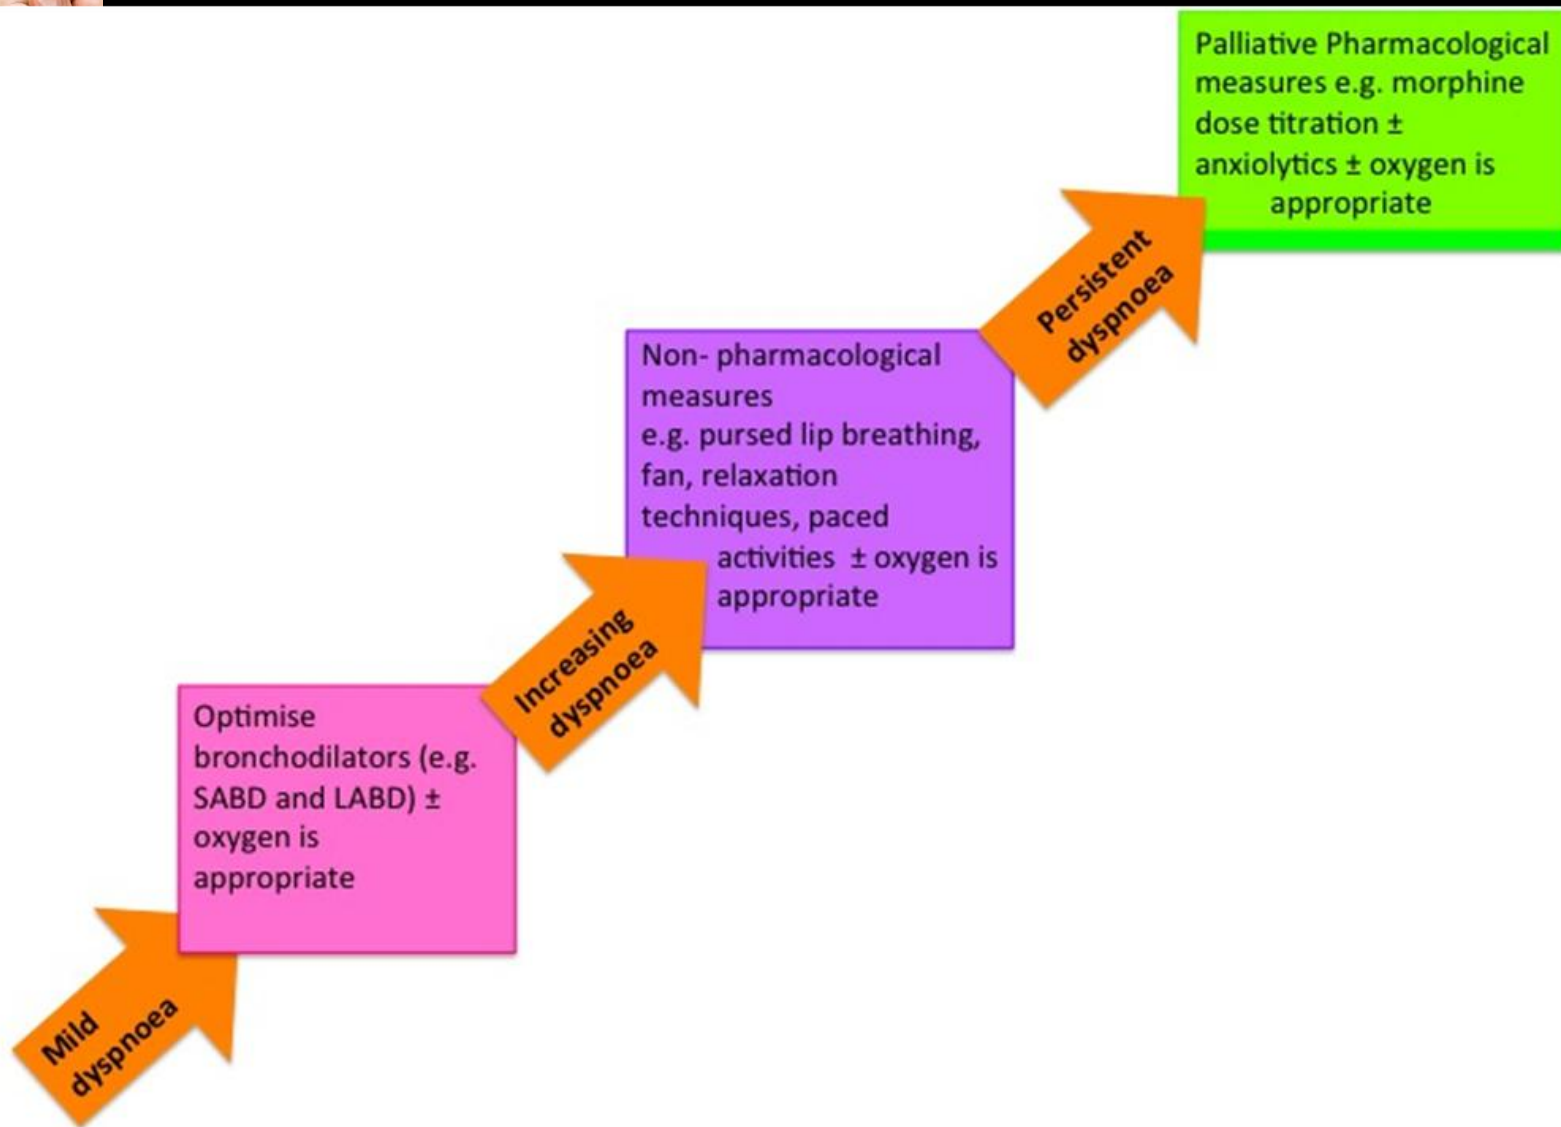 Palliative Pharmacological
measures e.g. morphine
dose titration ±
anxiolytics ± oxygen is
appropriate
Persistent
dyspnoea
Non- pharmacological
measures
e.g. pursed lip breathing,
fan, relaxation
techniques, paced
activities ± oxygen is
appropriate
Increasing
dyspnoea
Optimise
bronchodilators (e.g.
SABD and LABD) ±
oxygen is
appropriate
Mild
dyspnoea